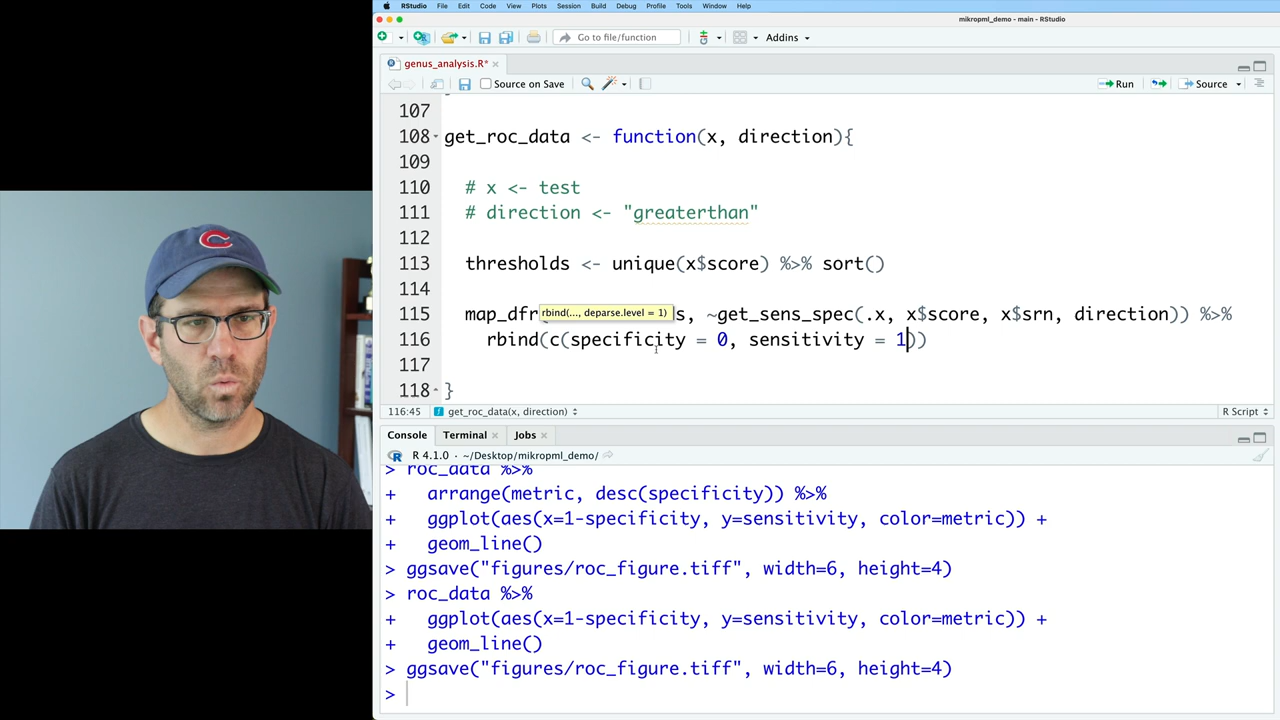 RStudio File Edit Code View Plots Session Build Debug Profile Tools Window Help
mikropml_demo - main - RStudio
Go to file/function Addins
genus_analysis.R*
Source on Save Run Source
107
108 get_roc_data <- function(x, direction){
109
110 # x <- test
111 # direction <- "greaterthan"
112
113 thresholds <- unique(x$score) %>% sort()
114
rbind(..., deparse.level = 1)
115 map_dfr s, ~get_sens_spec(.x, x$score, x$srn, direction)) %>%
116 rbind(c(specificity = 0, sensitivity = 1))
117
118 }
116:45 get_roc_data(x, direction) R Script
Console Terminal Jobs
R 4.1.0 · ~/Desktop/mikropml_demo/
> roc_data %>%
+ arrange(metric, desc(specificity)) %>%
+ ggplot(aes(x=1-specificity, y=sensitivity, color=metric)) +
+ geom_line()
> ggsave("figures/roc_figure.tiff", width=6, height=4)
> roc_data %>%
+ ggplot(aes(x=1-specificity, y=sensitivity, color=metric)) +
+ geom_line()
> ggsave("figures/roc_figure.tiff", width=6, height=4)
>
C